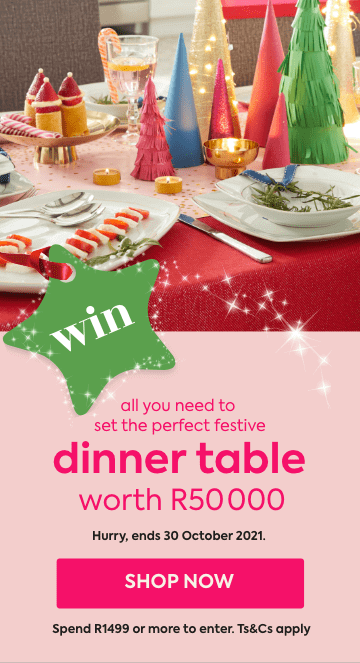 win
all you need to
set the perfect festive
dinner table
worth R50 000
Hurry, ends 30 October 2021.
SHOP NOW
Spend R1499 or more to enter. Ts&Cs apply